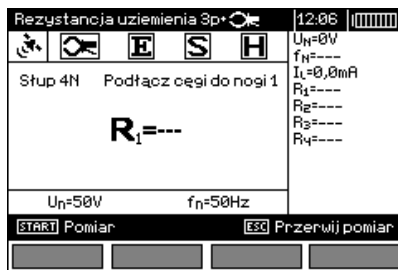 Rezystancja uziemienia 3p+ 12:06
E S H
Słup 4N Podłącz cęgi do nogi 1
R1=---
Un=50V fn=50Hz
UN=0V
fN=---
IL=0,0mA
R1=---
R2=---
R3=---
R4=---
START Pomiar ESC Przerwij pomiar